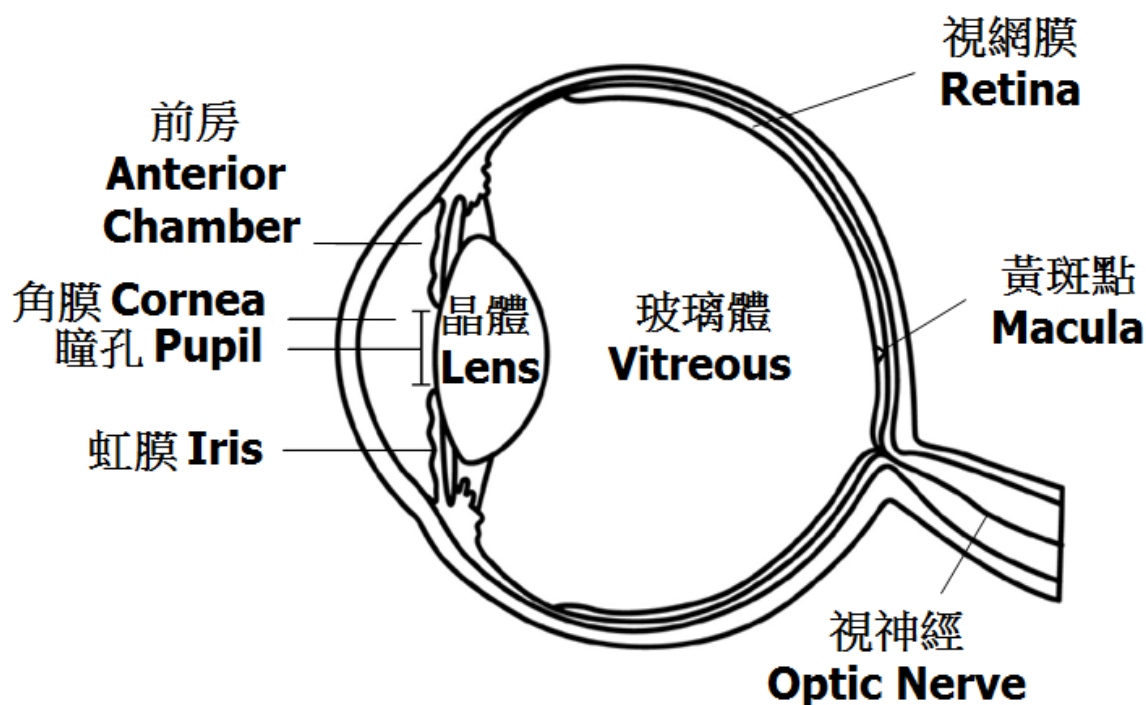 視網膜
Retina
前房
Anterior
Chamber
角膜 Cornea
瞳孔 Pupil
虹膜 Iris
晶體
Lens
玻璃體
Vitreous
黃斑點
Macula
視神經
Optic Nerve